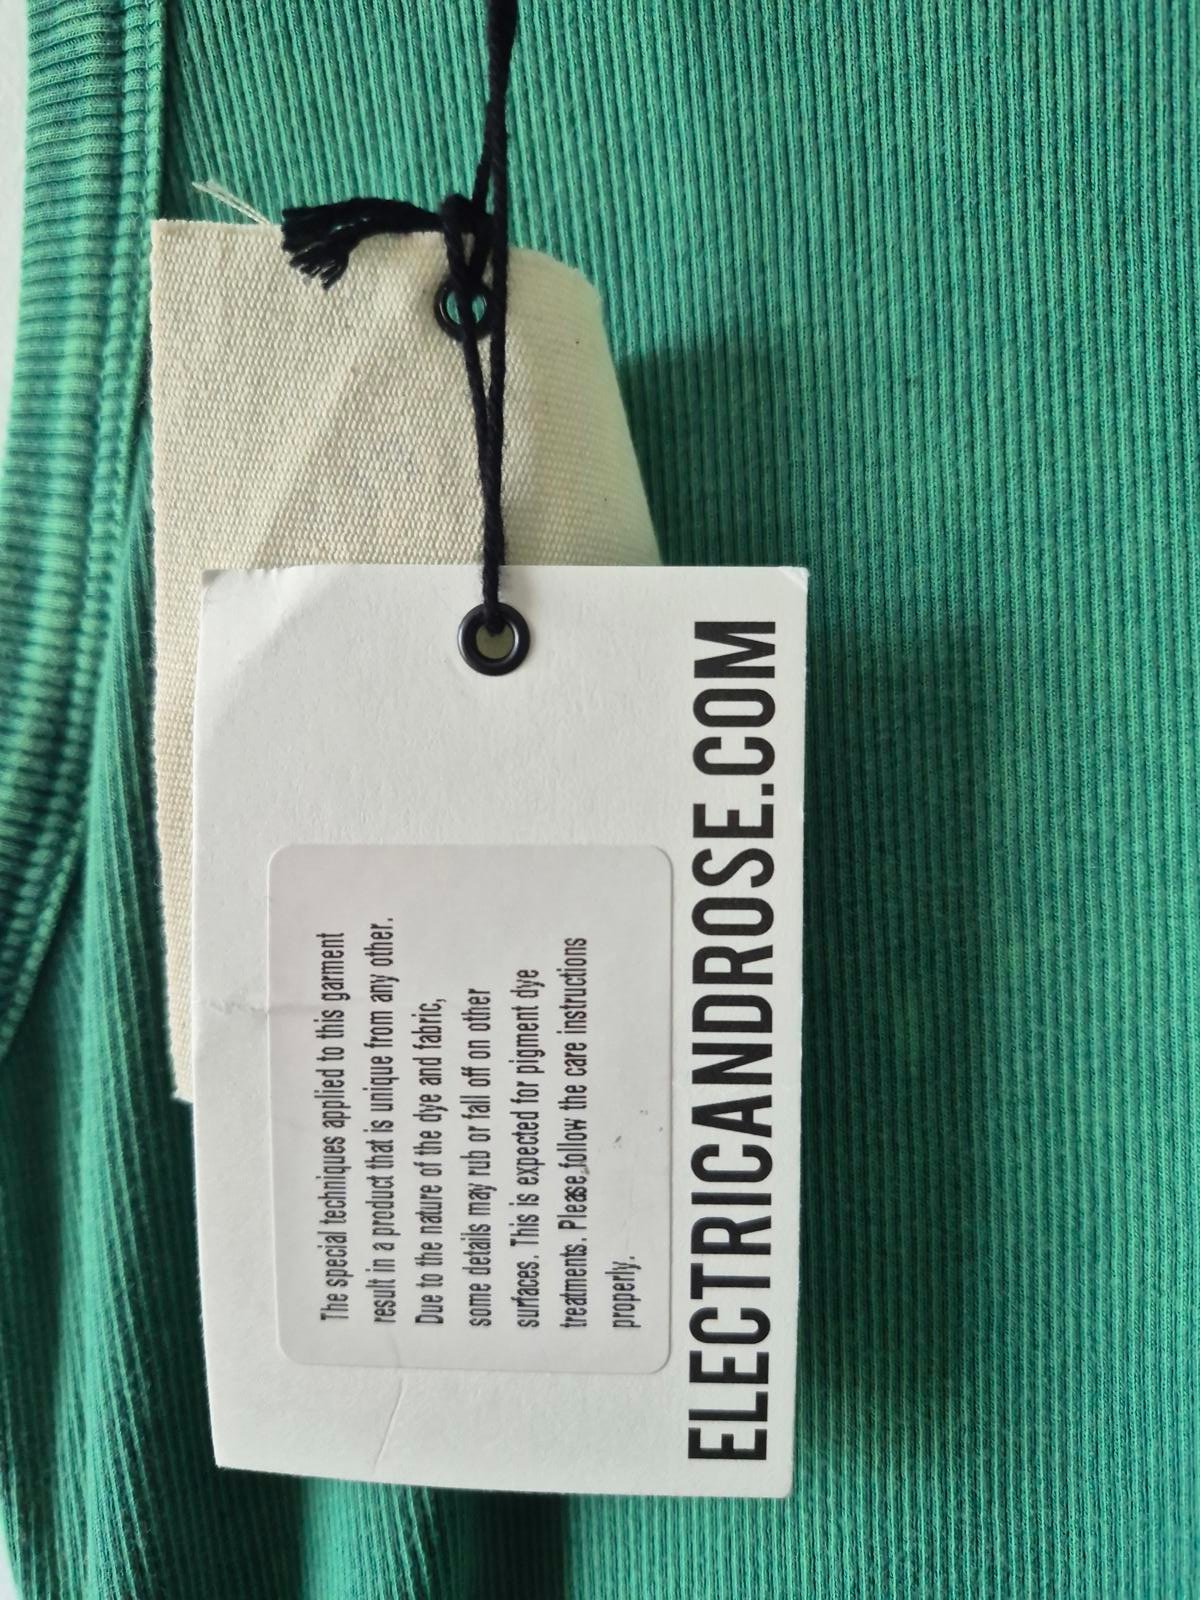 The special techniques applied to this garment
result in a product that is unique from any other.
Due to the nature of the dye and fabric,
some details may rub or fall off on other
surfaces. This is expected for pigment dye
treatments. Please follow the care instructions
properly.
ELECTRICANDROSE.COM